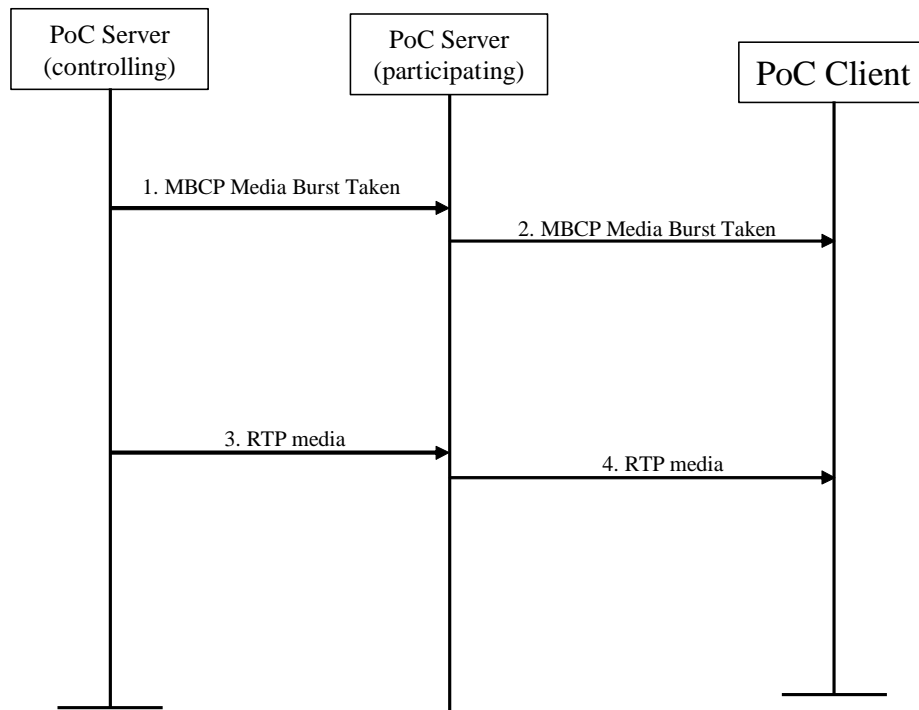 PoC Server
(controlling)
PoC Server
(participating)
PoC Client
1. MBCP Media Burst Taken
2. MBCP Media Burst Taken
3. RTP media
4. RTP media